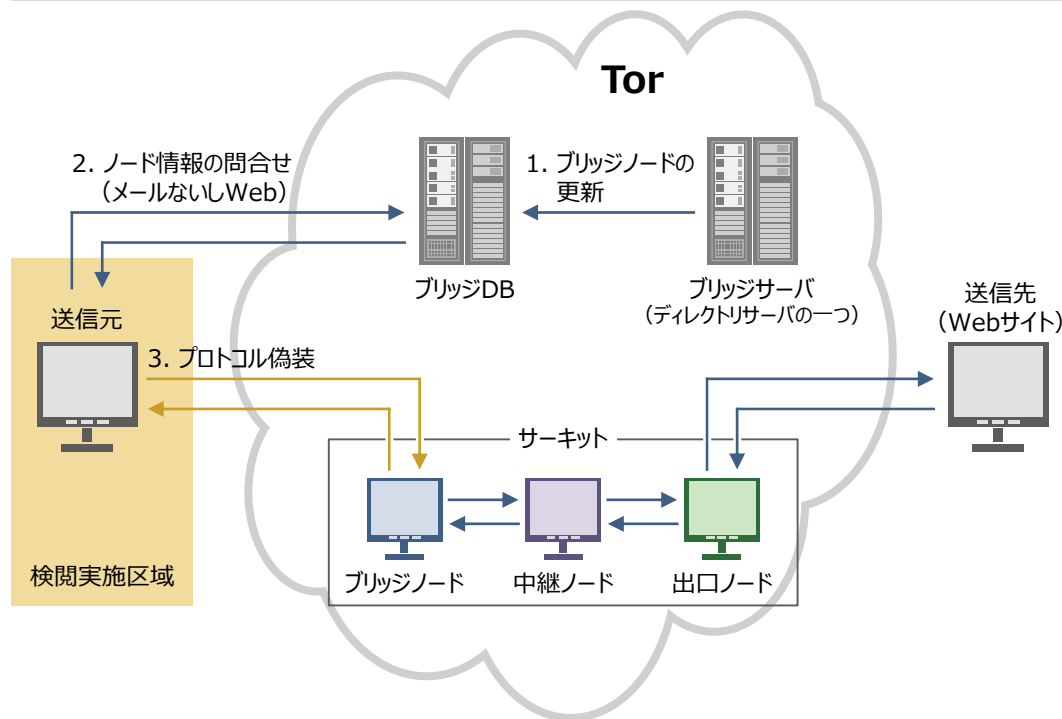 Tor
2. ノード情報の問合せ
（メールないしWeb）
1. ブリッジノードの
更新
ブリッジDB
ブリッジサーバ
（ディレクトリサーバの一つ）
送信先
（Webサイト）
送信元
3. プロトコル偽装
サーキット
ブリッジノード
中継ノード
出口ノード
検閲実施区域